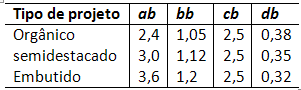 Tipo de projeto ab bb cb db
Orgânico 2,4 1,05 2,5 0,38
semidestacado 3,0 1,12 2,5 0,35
Embutido 3,6 1,2 2,5 0,32